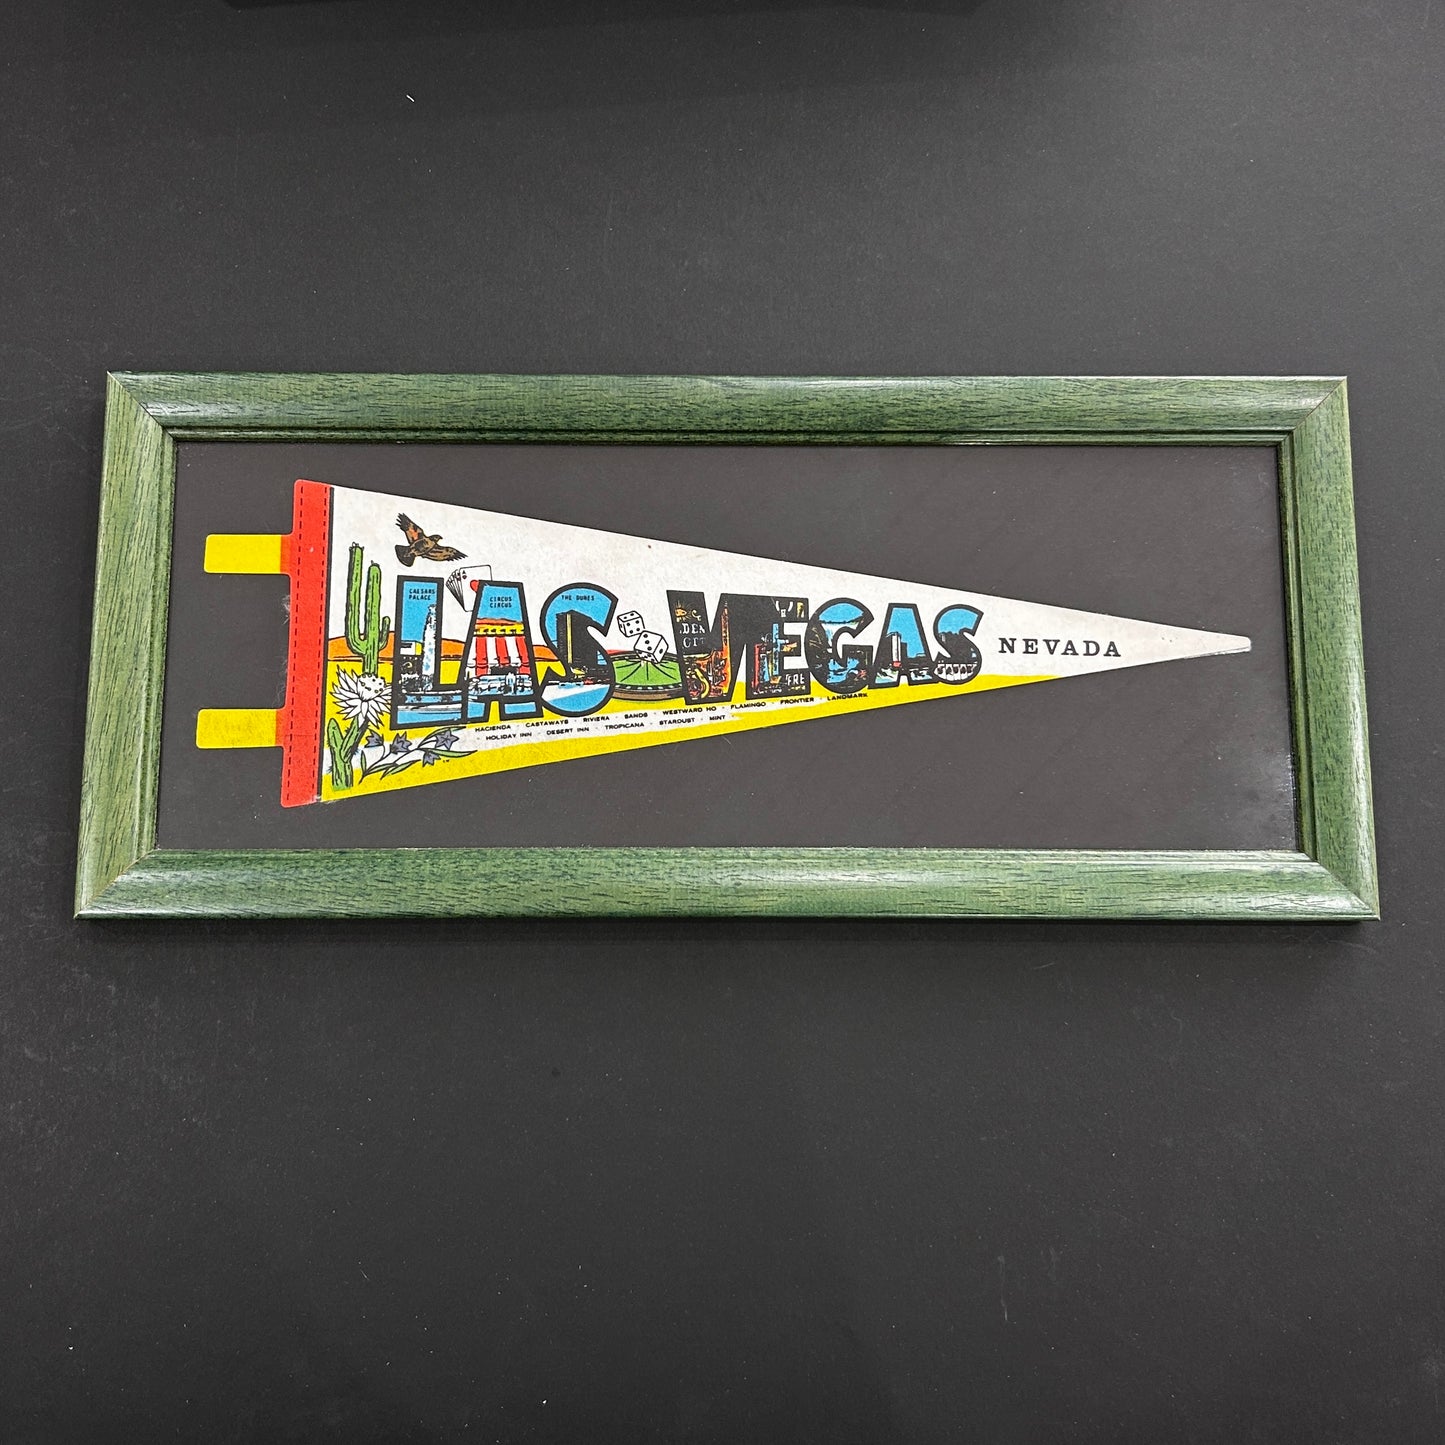 CAESARS
PALACE
CIRCUS
CIRCUS
THE DUNES
LAS VEGAS
NEVADA
HACIENDA · CASTAWAYS · RIVIERA · SANDS · WESTWARD HO · FLAMINGO · FRONTIER · LANDMARK
· HOLIDAY INN · DESERT INN · TROPICANA · STARDUST · MINT